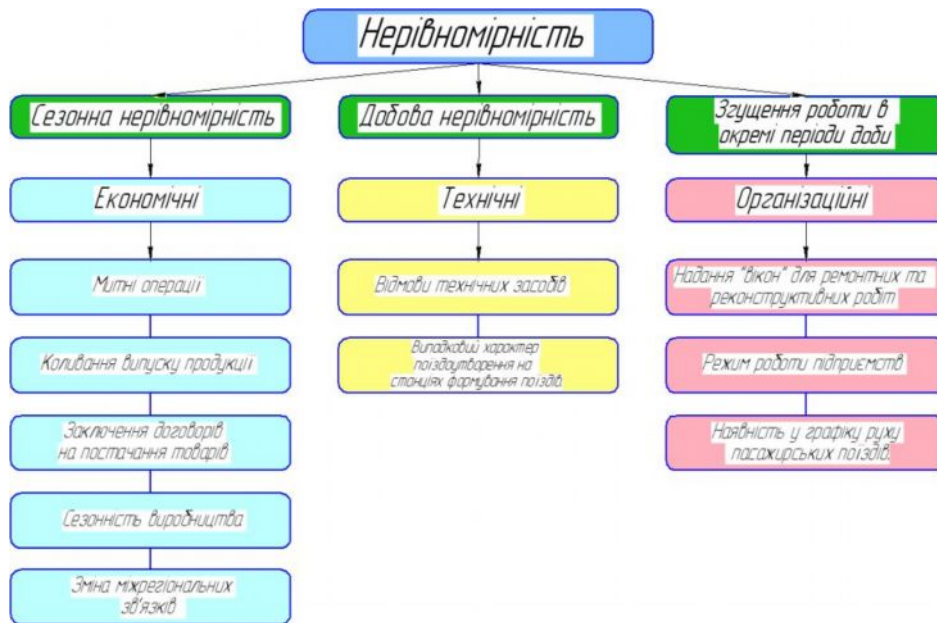 Нерівномірність
Сезонна нерівномірність
Добова нерівномірність
Згущення роботи в
окремі періоди доби
Економічні
Технічні
Організаційні
Митні операції
Відмови технічних засобів
Надання "вікон" для ремонтних та
реконструктивних робіт
Коливання випуску продукції
Випадковий характер
поїздоутворення на
станціях формування поїздів.
Режим роботи підприємств
Заключення договорів
на постачання товарів
Наявність у графіку руху
пасажирських поїздів.
Сезонність виробництва
Зміна міжрегіональних
зв'язків